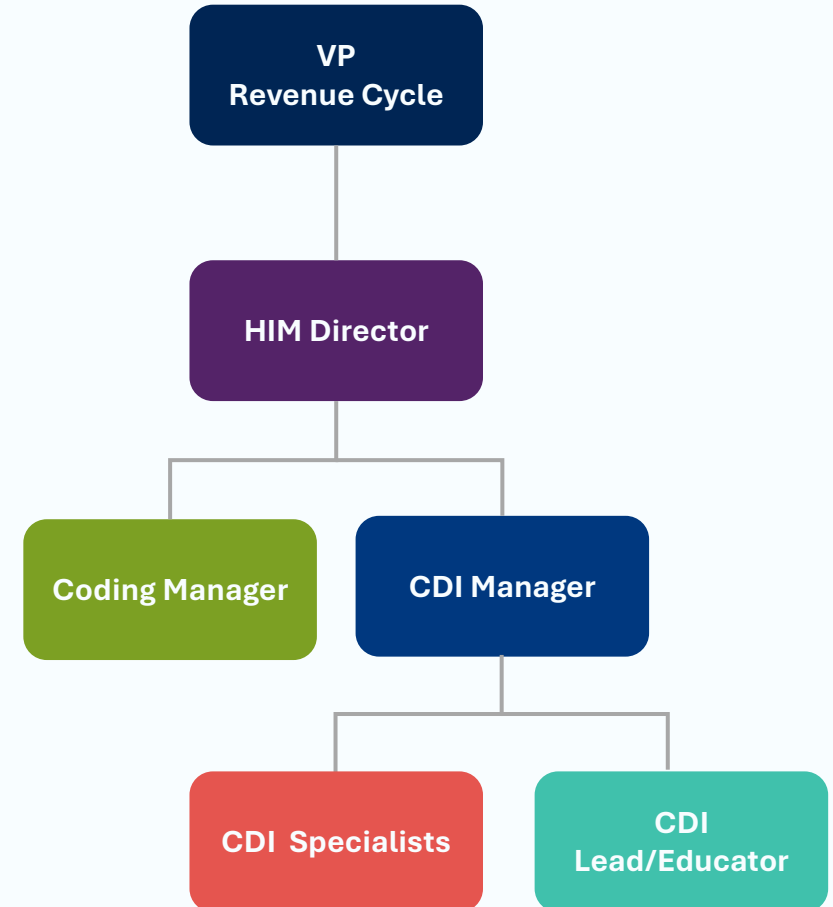 VP
Revenue Cycle
HIM Director
Coding Manager
CDI Manager
CDI Specialists
CDI
Lead/Educator